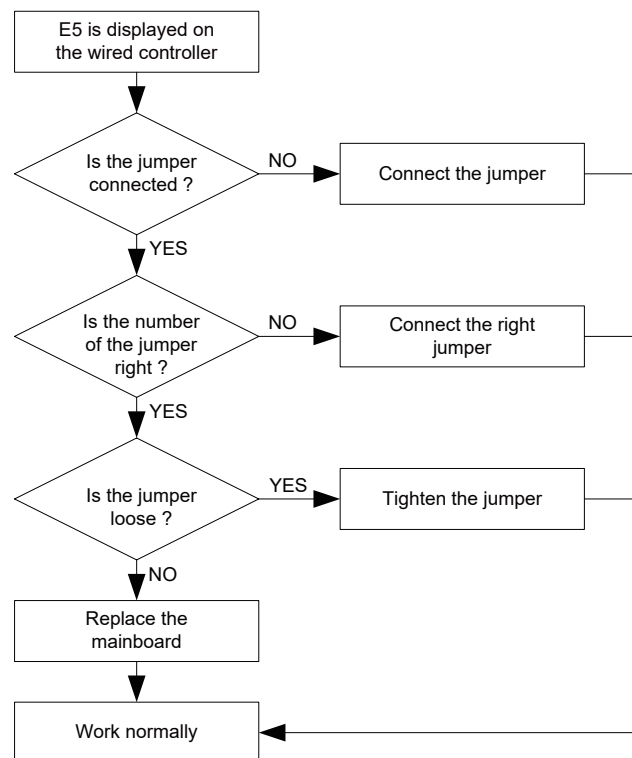 E5 is displayed on
the wired controller
Is the jumper
connected ?
NO
Connect the jumper
YES
Is the number
of the jumper
right ?
NO
Connect the right
jumper
YES
Is the jumper
loose ?
YES
Tighten the jumper
NO
Replace the
mainboard
Work normally